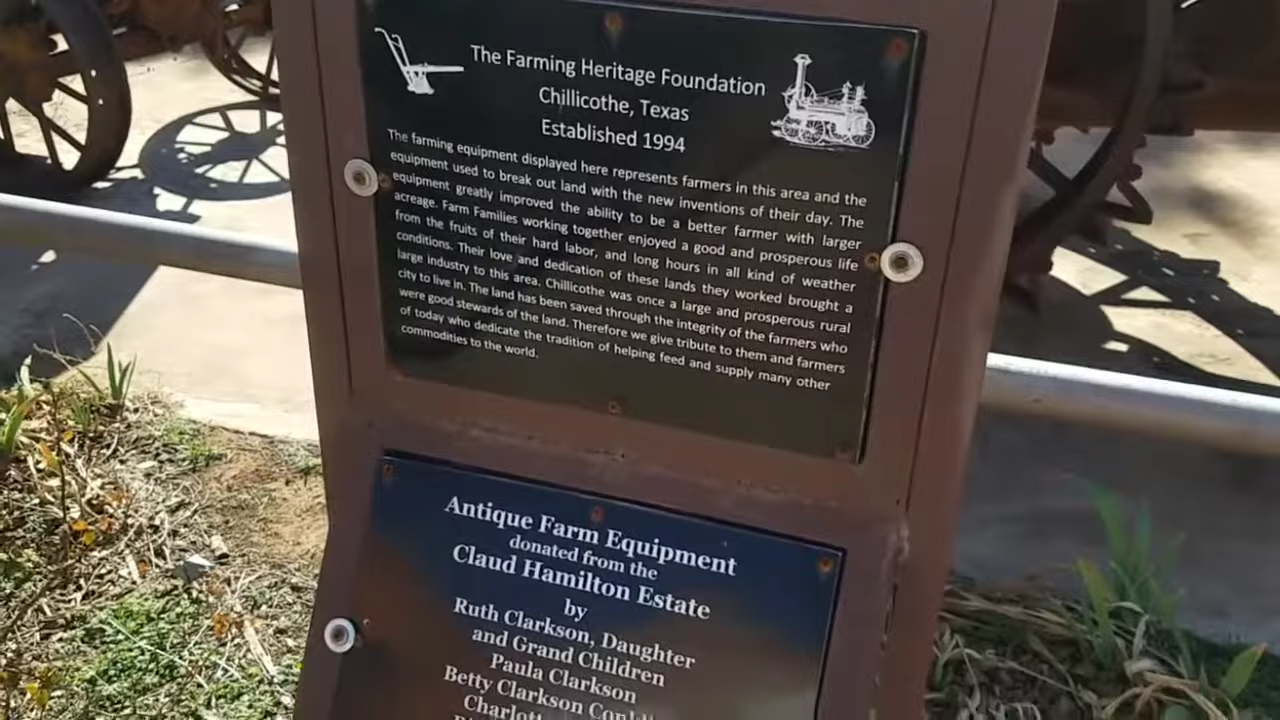 The Farming Heritage Foundation
Chillicothe, Texas
Established 1994
The farming equipment displayed here represents farmers in this area and the
equipment used to break out land with the new inventions of their day. The
equipment greatly improved the ability to be a better farmer with larger
acreage. Farm Families working together enjoyed a good and prosperous life
from the fruits of their hard labor, and long hours in all kind of weather
conditions. Their love and dedication of these lands they worked brought a
large industry to this area. Chillicothe was once a large and prosperous rural
city to live in. The land has been saved through the integrity of the farmers who
were good stewards of the land. Therefore we give tribute to them and farmers
of today who dedicate the tradition of helping feed and supply many other
commodities to the world.
Antique Farm Equipment
donated from the
Claud Hamilton Estate
by
Ruth Clarkson, Daughter
and Grand Children
Paula Clarkson
Betty Clarkson